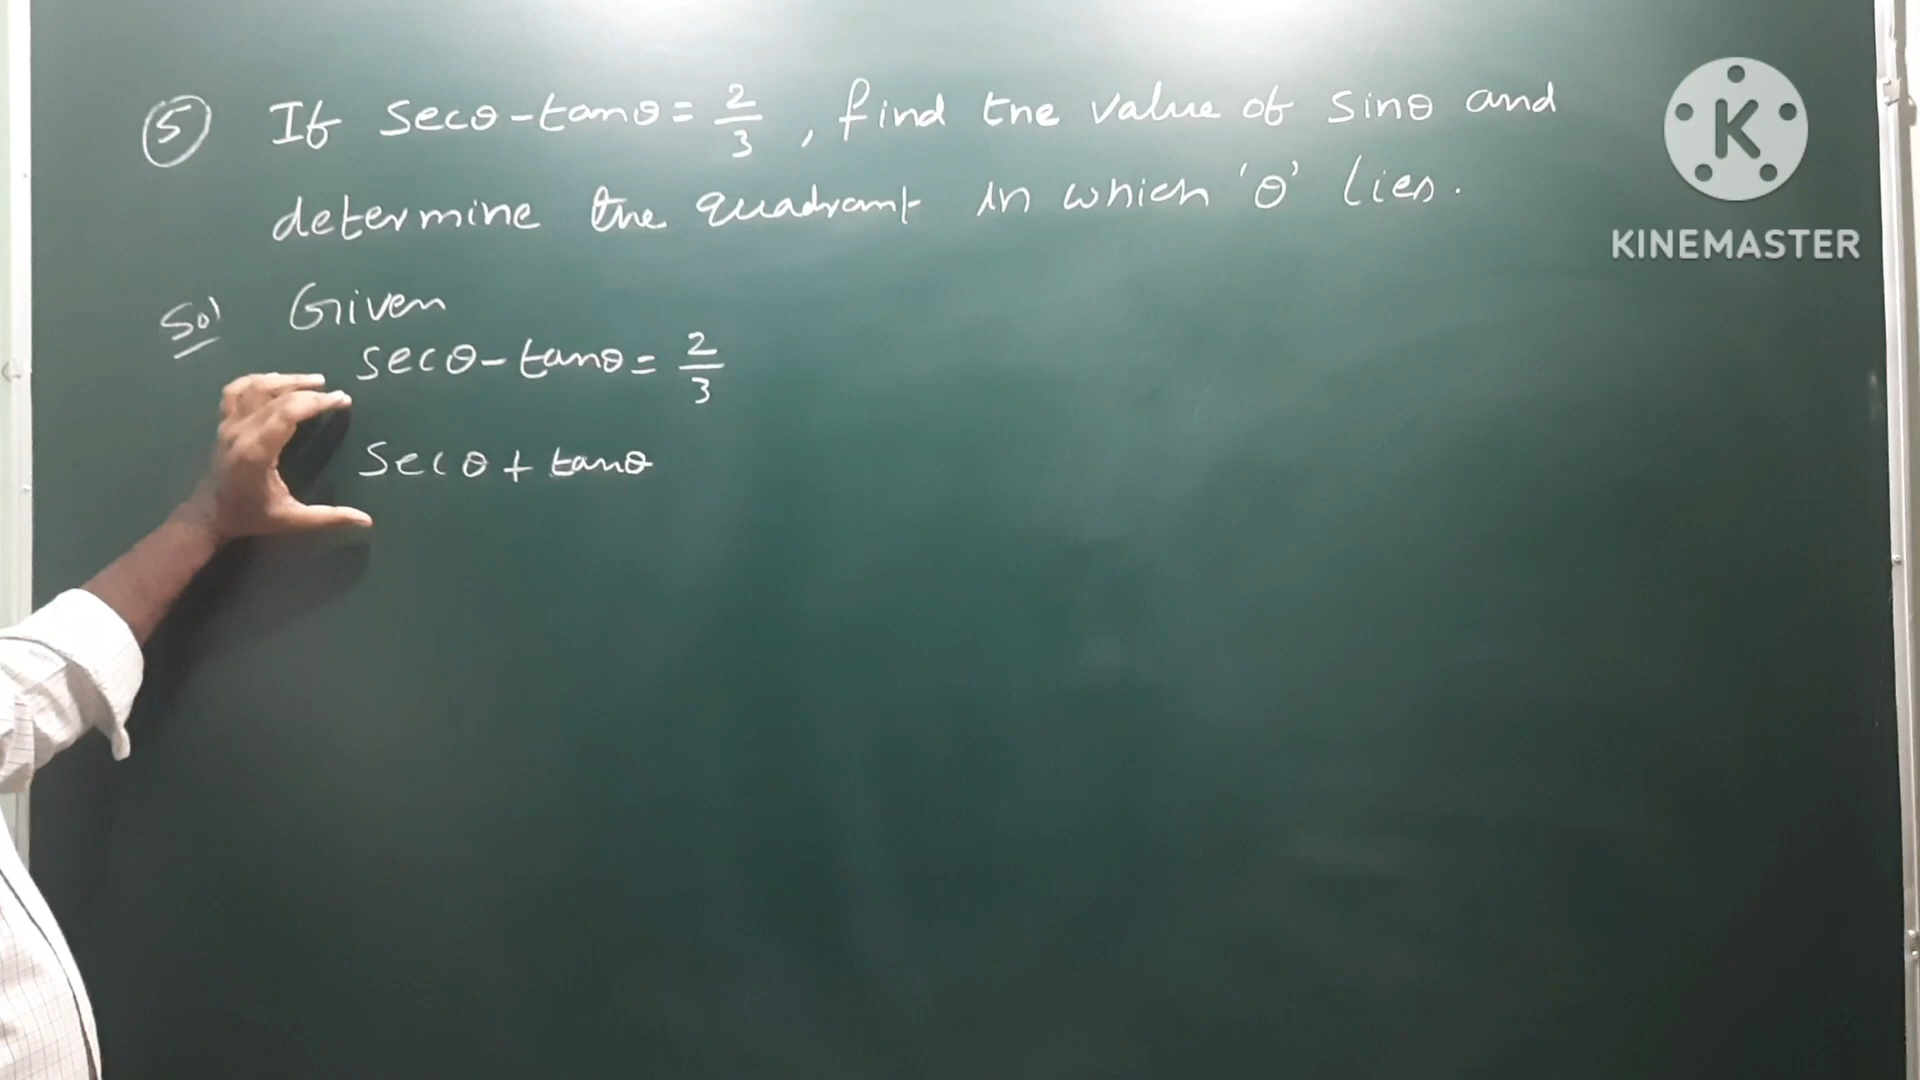 5 If secθ-tanθ = 2/3, find the value of sinθ and
determine the quadrant in which 'θ' lies.
Sol Given
secθ-tanθ = 2/3
secθ + tanθ
K
KINEMASTER